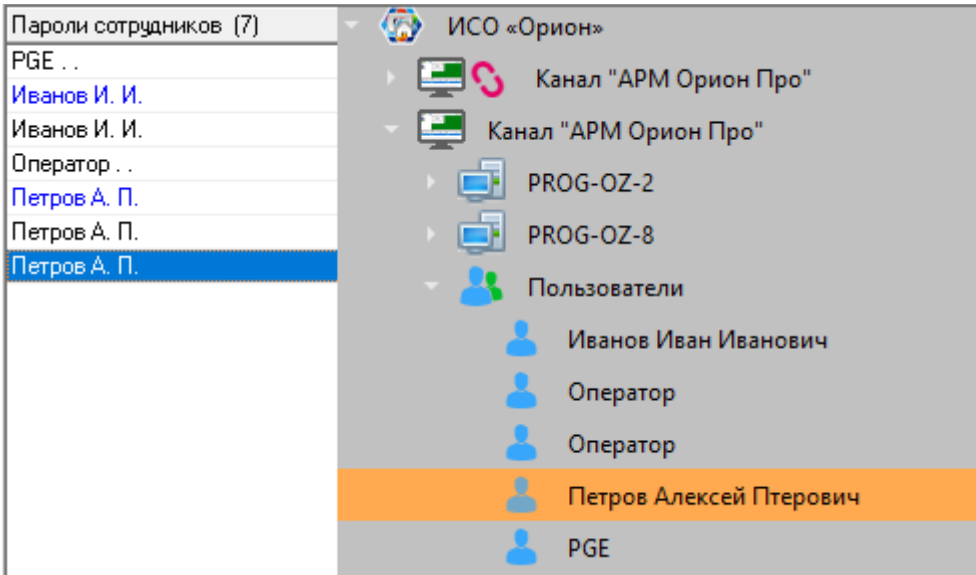 Пароли сотрудников (7)
PGE . .
Иванов И. И.
Иванов И. И.
Оператор . .
Петров А. П.
Петров А. П.
Петров А. П.
ИСО «Орион»
Канал "АРМ Орион Про"
Канал "АРМ Орион Про"
PROG-OZ-2
PROG-OZ-8
Пользователи
Иванов Иван Иванович
Оператор
Оператор
Петров Алексей Птерович
PGE